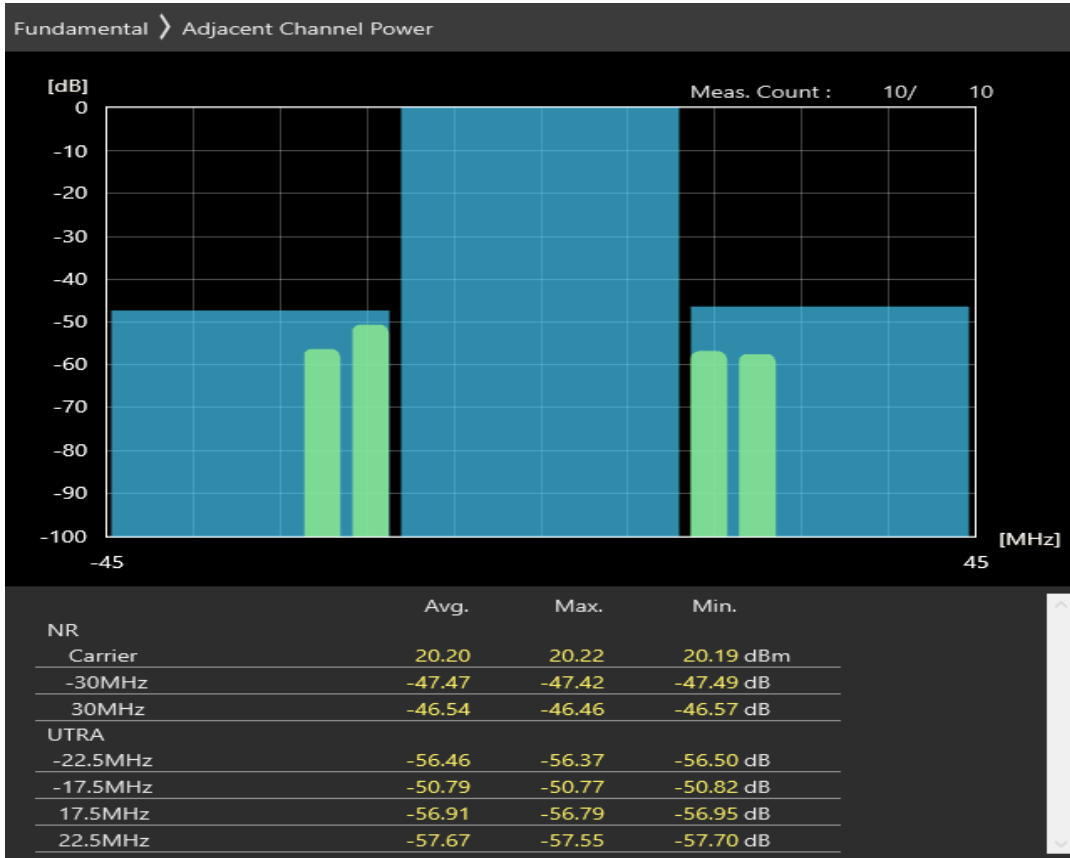 Fundamental ❭ Adjacent Channel Power
[dB]
Meas. Count : 10/ 10
0
-10
-20
-30
-40
-50
-60
-70
-80
-90
-100
[MHz]
-45 45
Avg. Max. Min.
NR
Carrier 20.20 20.22 20.19 dBm
-30MHz -47.47 -47.42 -47.49 dB
30MHz -46.54 -46.46 -46.57 dB
UTRA
-22.5MHz -56.46 -56.37 -56.50 dB
-17.5MHz -50.79 -50.77 -50.82 dB
17.5MHz -56.91 -56.79 -56.95 dB
22.5MHz -57.67 -57.55 -57.70 dB